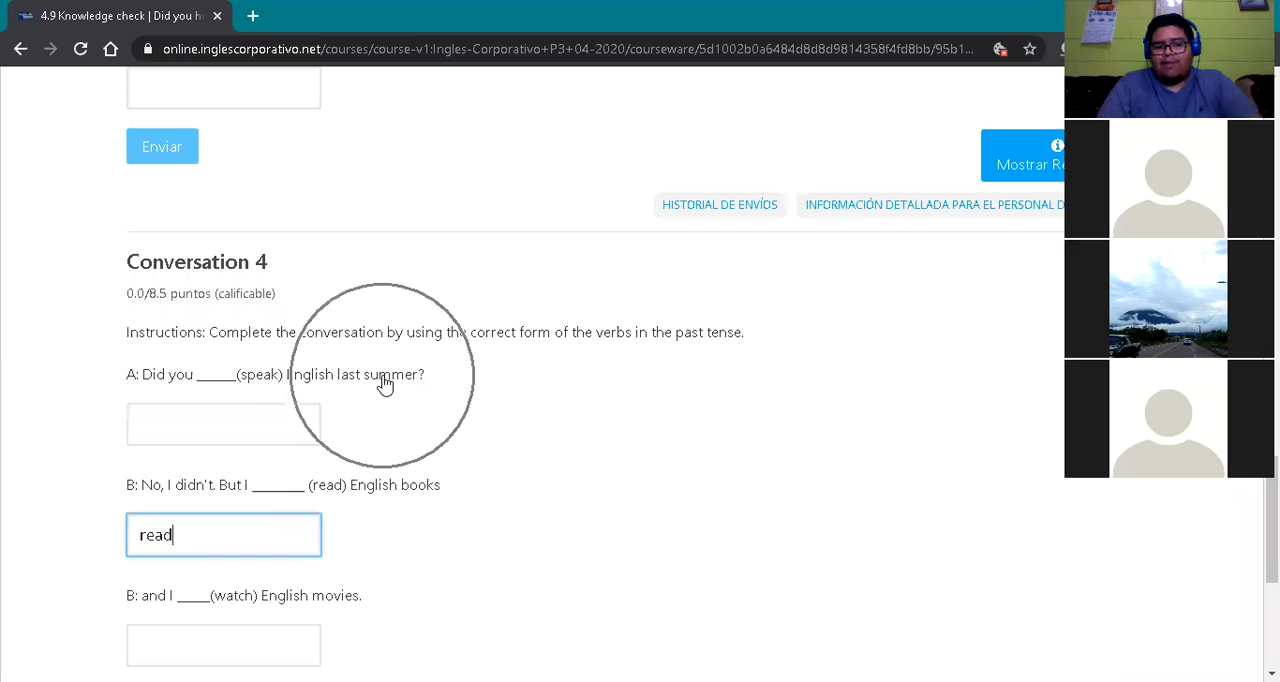 4.9 Knowledge check | Did you h
online.inglescorporativo.net/courses/course-v1:Ingles-Corporativo+P3+04-2020/courseware/5d1002b0a6484d8d8d9814358f4fd8bb/95b1...
Enviar
Mostrar Re
HISTORIAL DE ENVÍOS
INFORMACIÓN DETALLADA PARA EL PERSONAL D
Conversation 4
0.0/8.5 puntos (calificable)
Instructions: Complete the conversation by using the correct form of the verbs in the past tense.
A: Did you _____(speak) English last summer?
B: No, I didn't. But I _______ (read) English books
read
B: and I ____(watch) English movies.